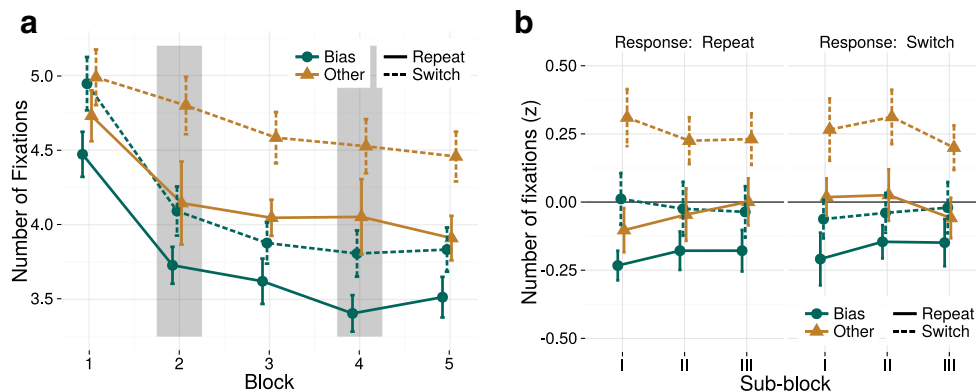 a
Number of Fixations
5.0
4.5
4.0
3.5
Bias
Other
Repeat
Switch
1 2 3 4 5
Block
b
Response: Repeat
Response: Switch
Number of fixations (z)
0.50
0.25
0.00
-0.25
-0.50
Bias
Other
Repeat
Switch
I II III I II III
Sub-block